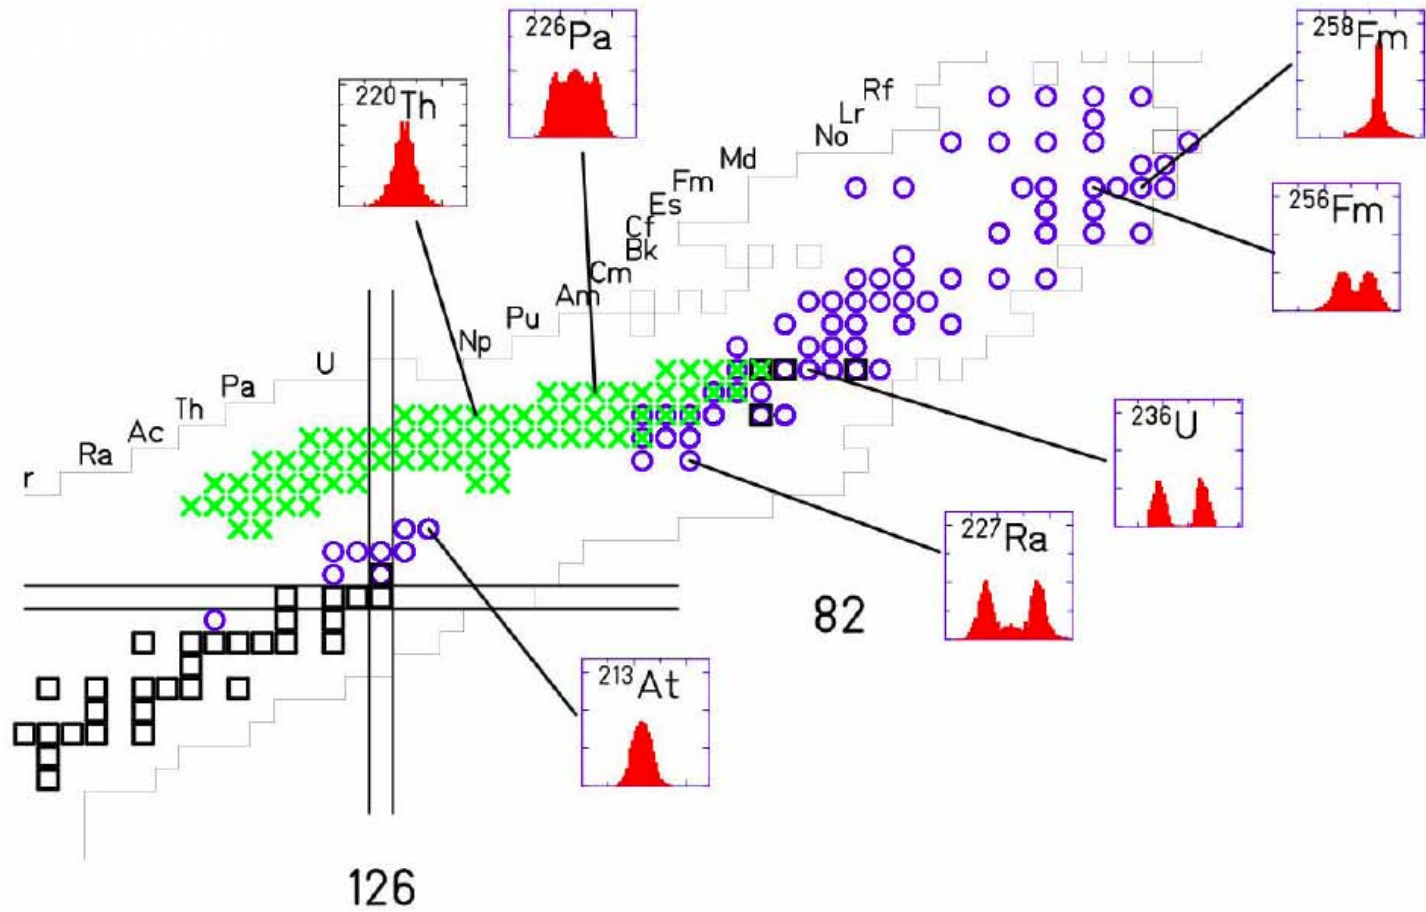 226Pa
258Fm
220Th
Rf
Lr
No
Md
Fm
256Fm
Es
Cf
Bk
Cm
Am
Pu
Np
U
Pa
Th
236U
Ac
Ra
r
227Ra
82
213At
126